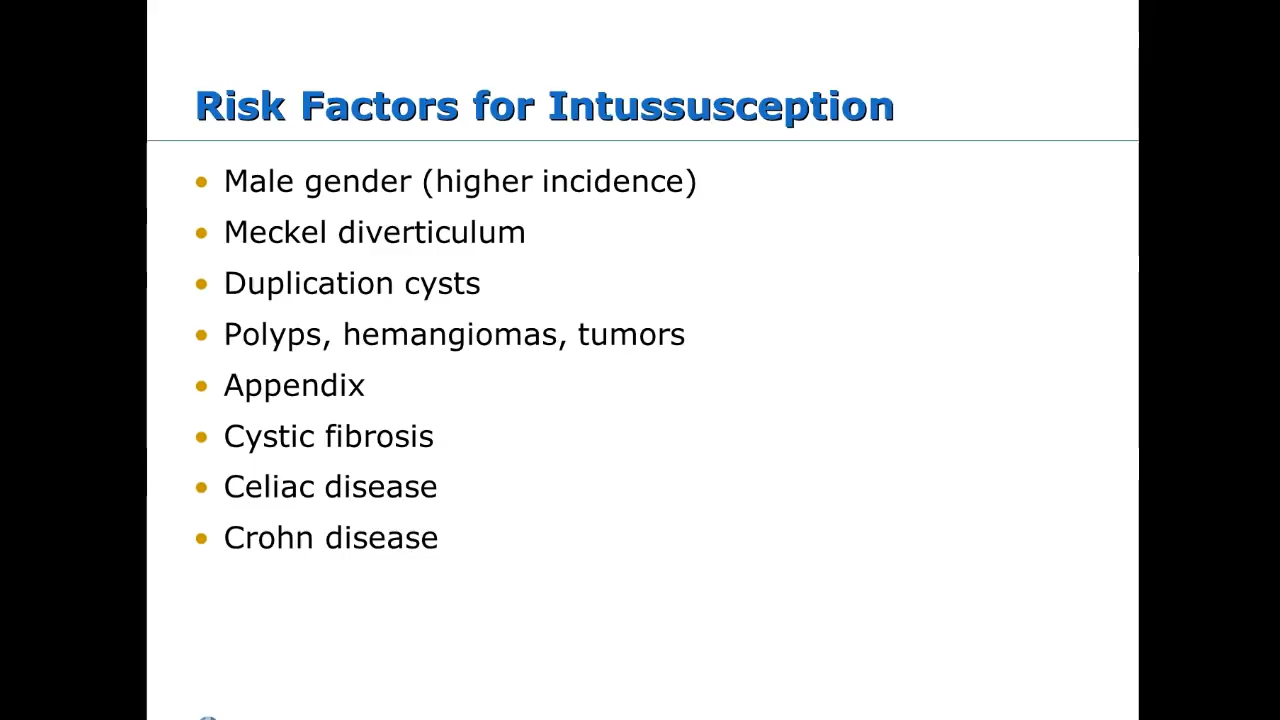 Risk Factors for Intussusception
• Male gender (higher incidence)
• Meckel diverticulum
• Duplication cysts
• Polyps, hemangiomas, tumors
• Appendix
• Cystic fibrosis
• Celiac disease
• Crohn disease